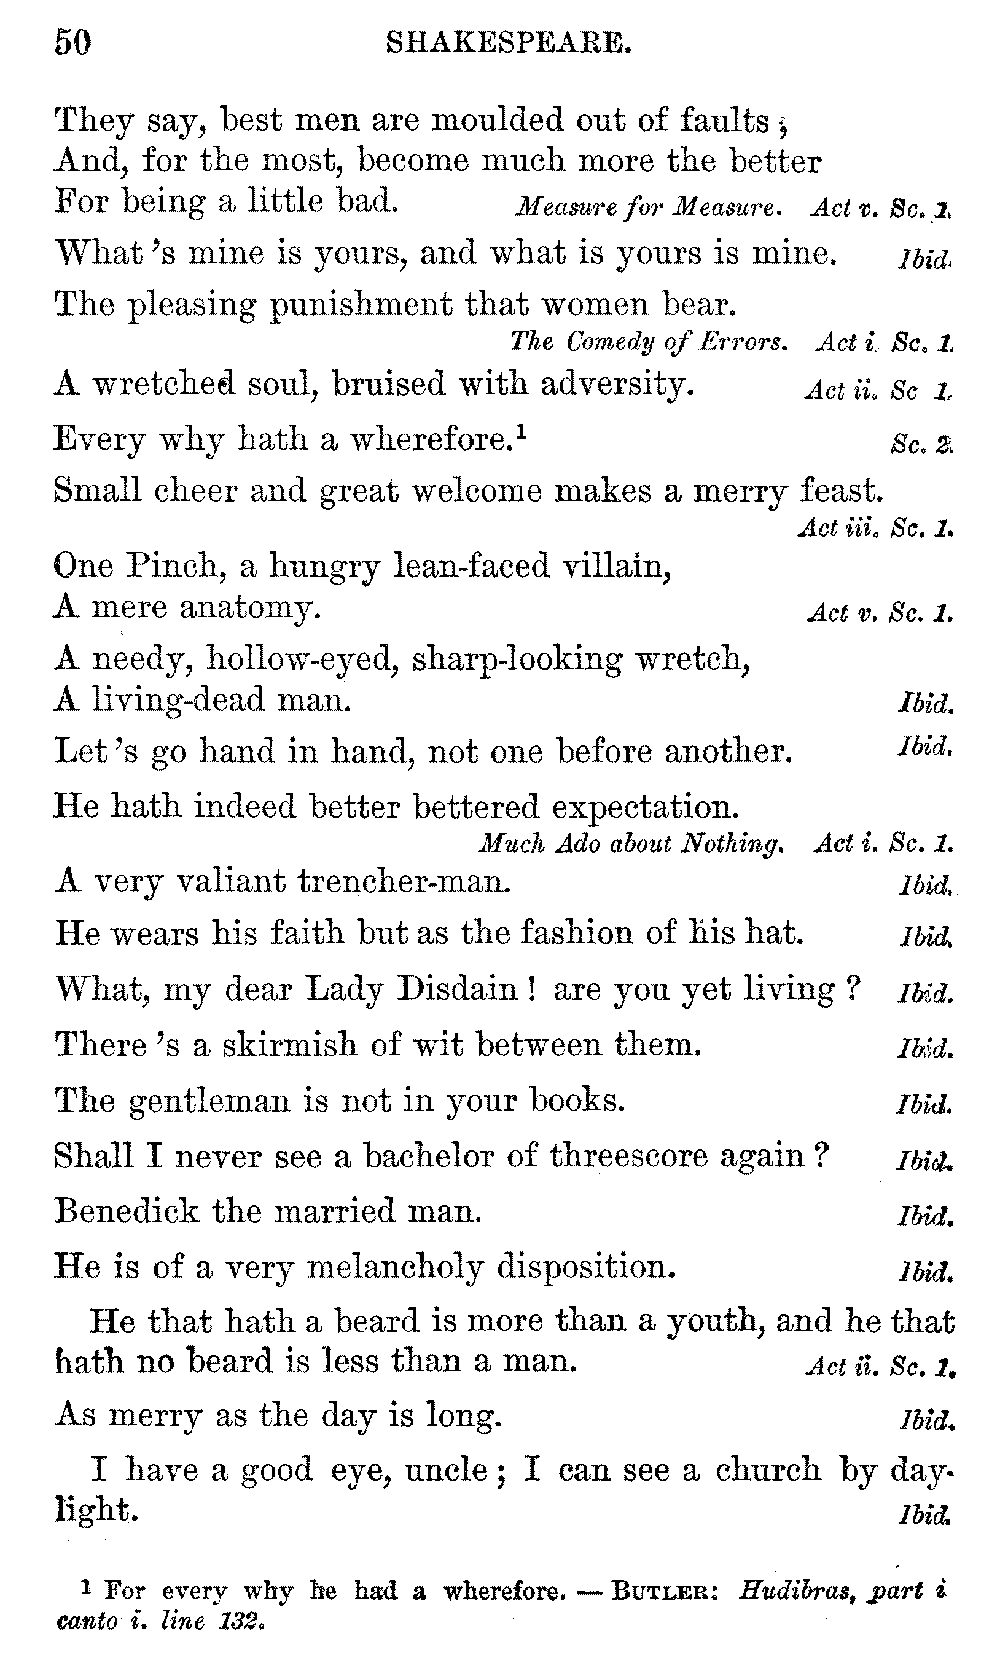 50 SHAKESPEARE.
They say, best men are moulded out of faults;
And, for the most, become much more the better
For being a little bad. Measure for Measure. Act v. Sc. 1.
What 's mine is yours, and what is yours is mine. Ibid.
The pleasing punishment that women bear.
The Comedy of Errors. Act i. Sc. 1.
A wretched soul, bruised with adversity. Act ii. Sc 1.
Every why hath a wherefore.¹ Sc. 2.
Small cheer and great welcome makes a merry feast.
Act iii. Sc. 1.
One Pinch, a hungry lean-faced villain,
A mere anatomy. Act v. Sc. 1.
A needy, hollow-eyed, sharp-looking wretch,
A living-dead man. Ibid.
Let 's go hand in hand, not one before another. Ibid.
He hath indeed better bettered expectation.
Much Ado about Nothing. Act i. Sc. 1.
A very valiant trencher-man. Ibid.
He wears his faith but as the fashion of his hat. Ibid.
What, my dear Lady Disdain! are you yet living? Ibid.
There 's a skirmish of wit between them. Ibid.
The gentleman is not in your books. Ibid.
Shall I never see a bachelor of threescore again? Ibid.
Benedick the married man. Ibid.
He is of a very melancholy disposition. Ibid.
He that hath a beard is more than a youth, and he that
hath no beard is less than a man. Act ii. Sc. 1.
As merry as the day is long. Ibid.
I have a good eye, uncle; I can see a church by day-
light. Ibid.
¹ For every why he had a wherefore. — BUTLER: Hudibras, part i
canto i. line 132.